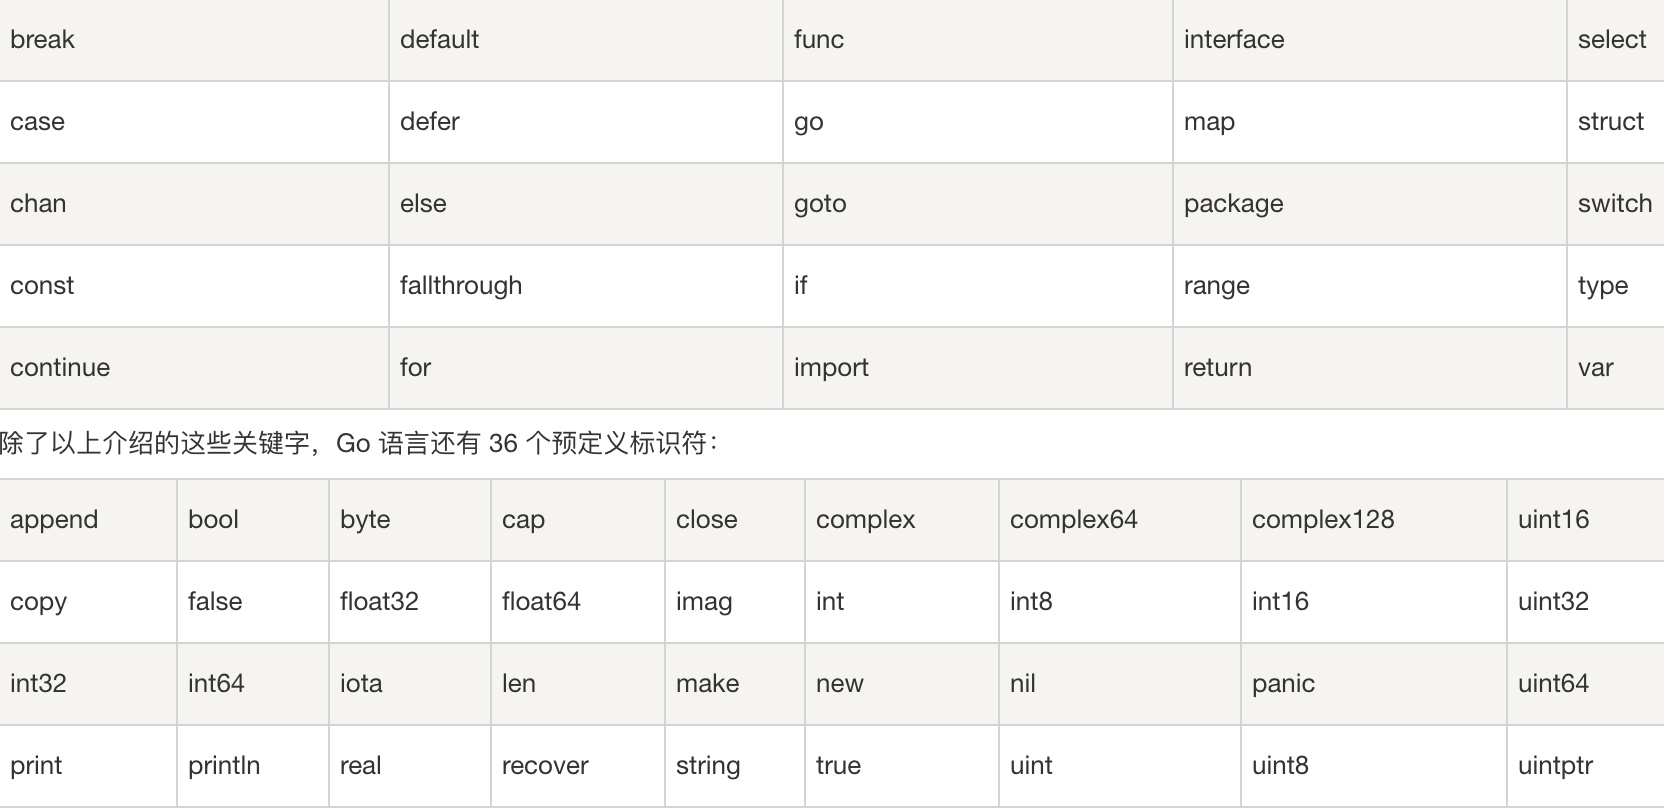 break default func interface select
case defer go map struct
chan else goto package switch
const fallthrough if range type
continue for import return var
除了以上介绍的这些关键字，Go 语言还有 36 个预定义标识符：
append bool byte cap close complex complex64 complex128 uint16
copy false float32 float64 imag int int8 int16 uint32
int32 int64 iota len make new nil panic uint64
print println real recover string true uint uint8 uintptr